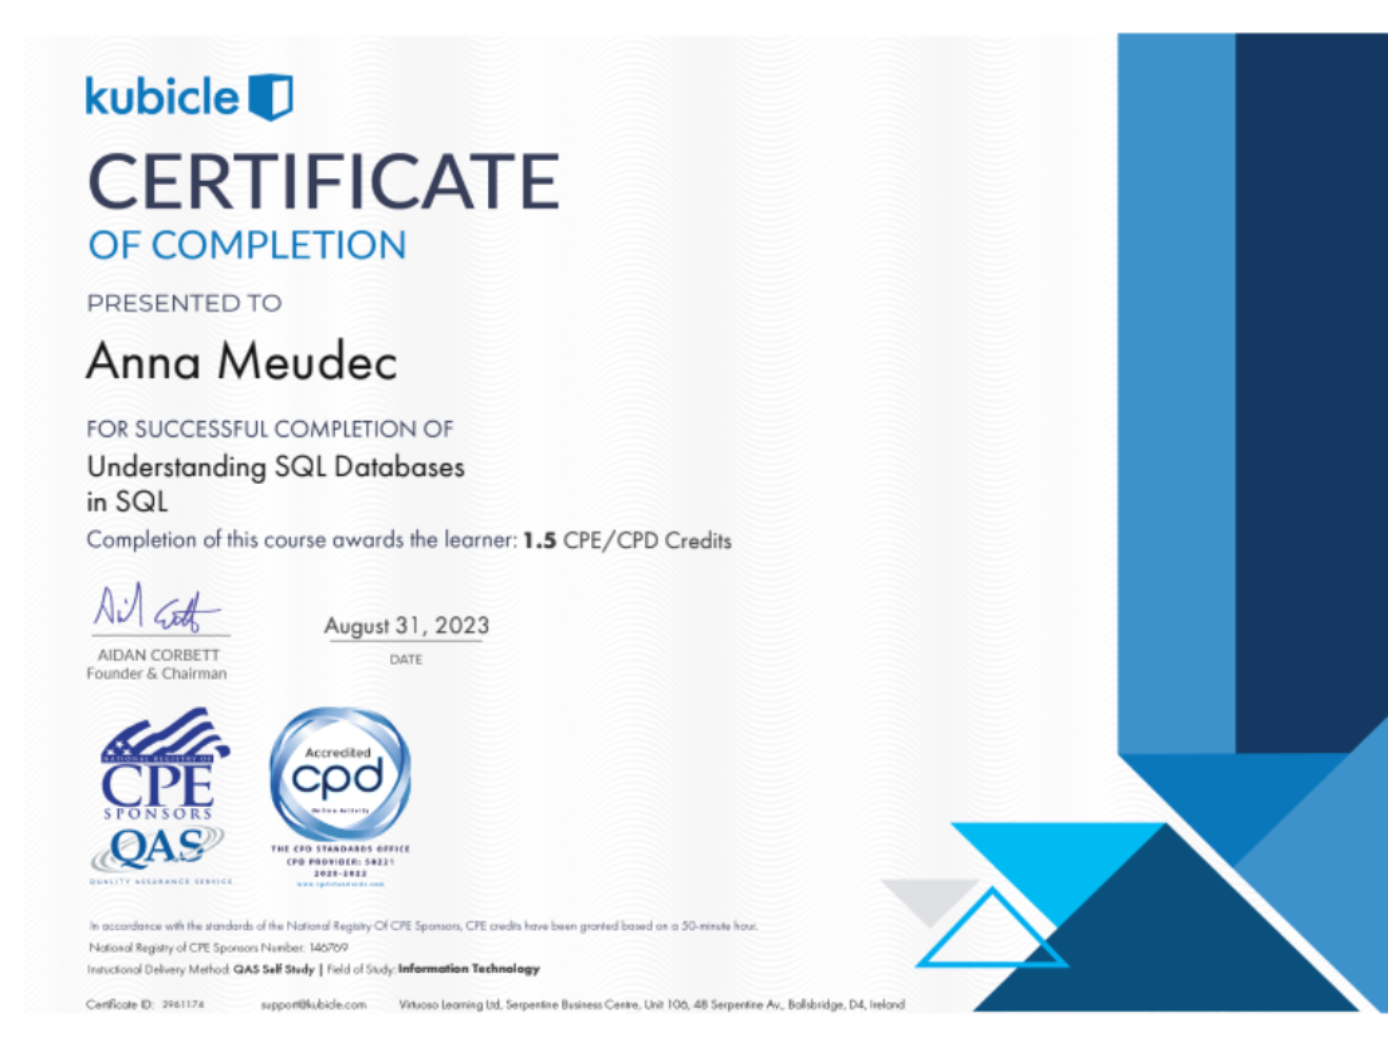 kubicle
CERTIFICATE
OF COMPLETION
PRESENTED TO
Anna Meudec
FOR SUCCESSFUL COMPLETION OF
Understanding SQL Databases
in SQL
Completion of this course awards the learner: 1.5 CPE/CPD Credits
August 31, 2023
AIDAN CORBETT
DATE
Founder & Chairman
NATIONAL REGISTRY OF
CPE
SPONSORS
QAS
QUALITY ASSURANCE SERVICE
Accredited
cpd
Online Activity
THE CPD STANDARDS OFFICE
CPD PROVIDER: 50221
2020-2022
www.cpdstandards.com
In accordance with the standards of the National Registry Of CPE Sponsors, CPE credits have been granted based on a 50-minute hour.
National Registry of CPE Sponsors Number: 146769
Instuctional Delivery Method: QAS Self Study | Field of Study: Information Technology
Certificate ID: 2961174 support@kubicle.com Virtuoso Learning Ltd, Serpentine Business Centre, Unit 106, 48 Serpentine Av., Ballsbridge, D4, Ireland